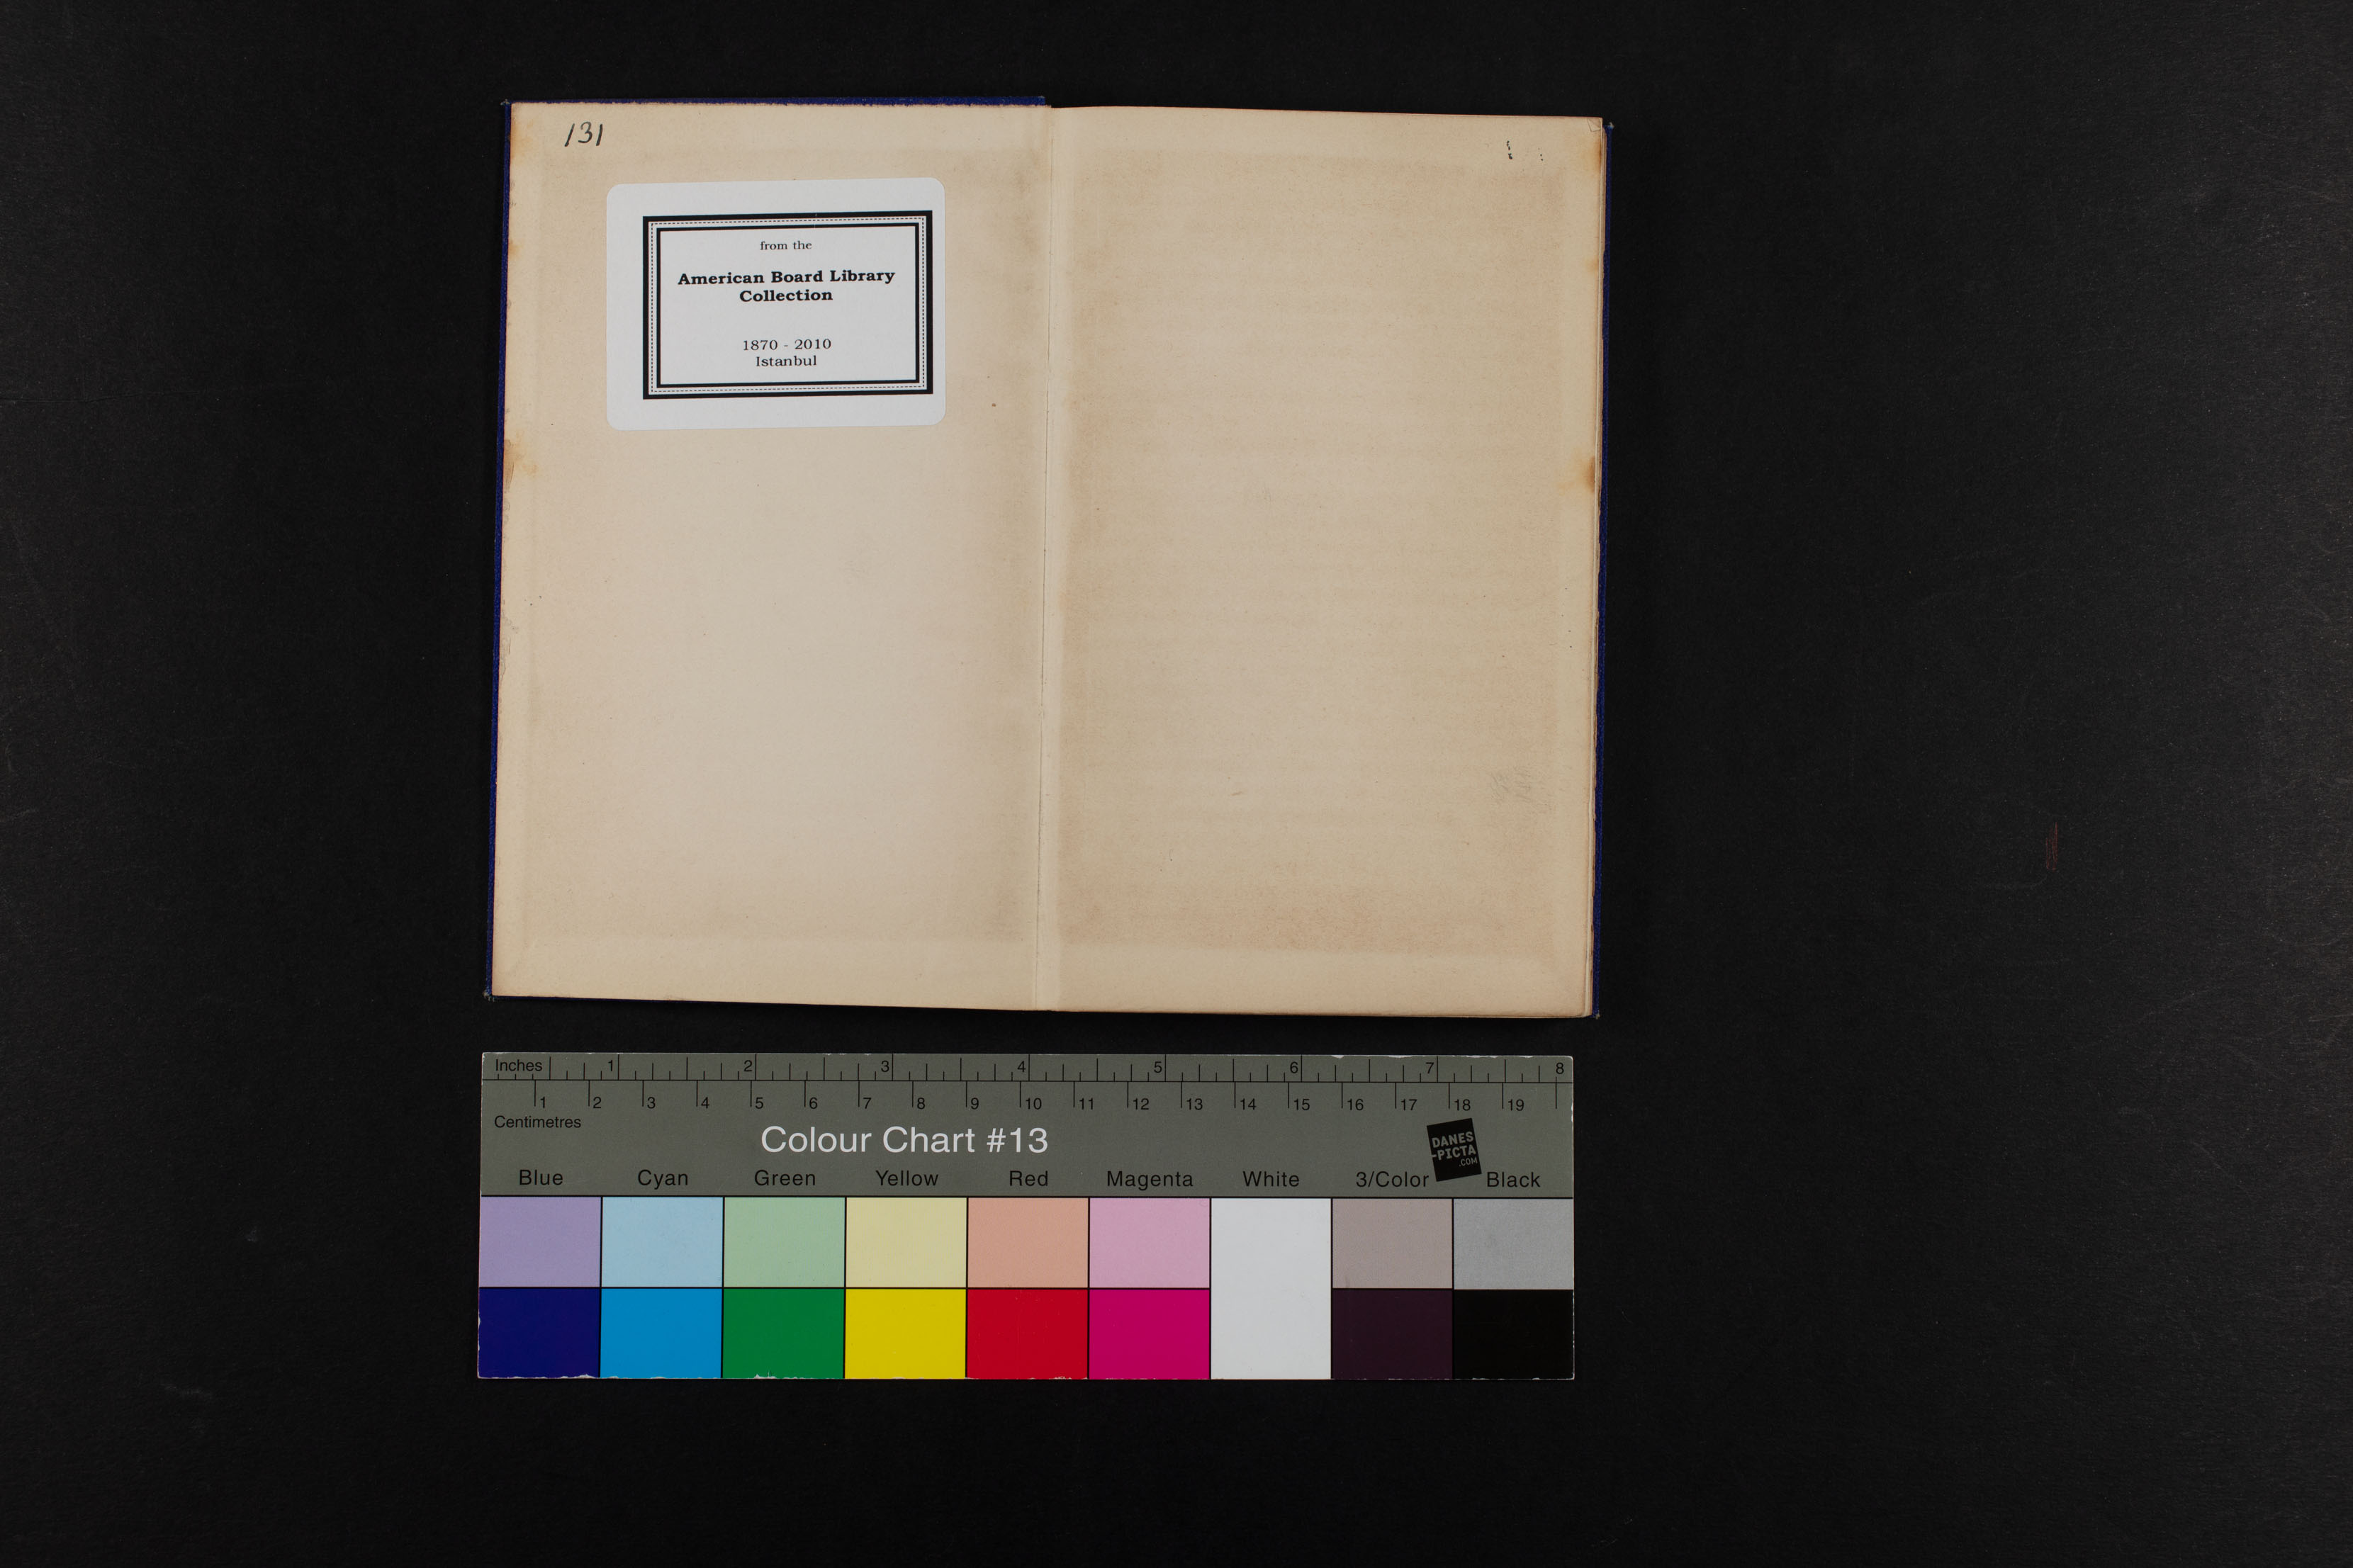 131
from the
American Board Library
Collection
1870 - 2010
Istanbul
Inches 1 2 3 4 5 6 7 8
1 2 3 4 5 6 7 8 9 10 11 12 13 14 15 16 17 18 19
Centimetres
Colour Chart #13
DANES
-PICTA
.COM
Blue Cyan Green Yellow Red Magenta White 3/Color Black